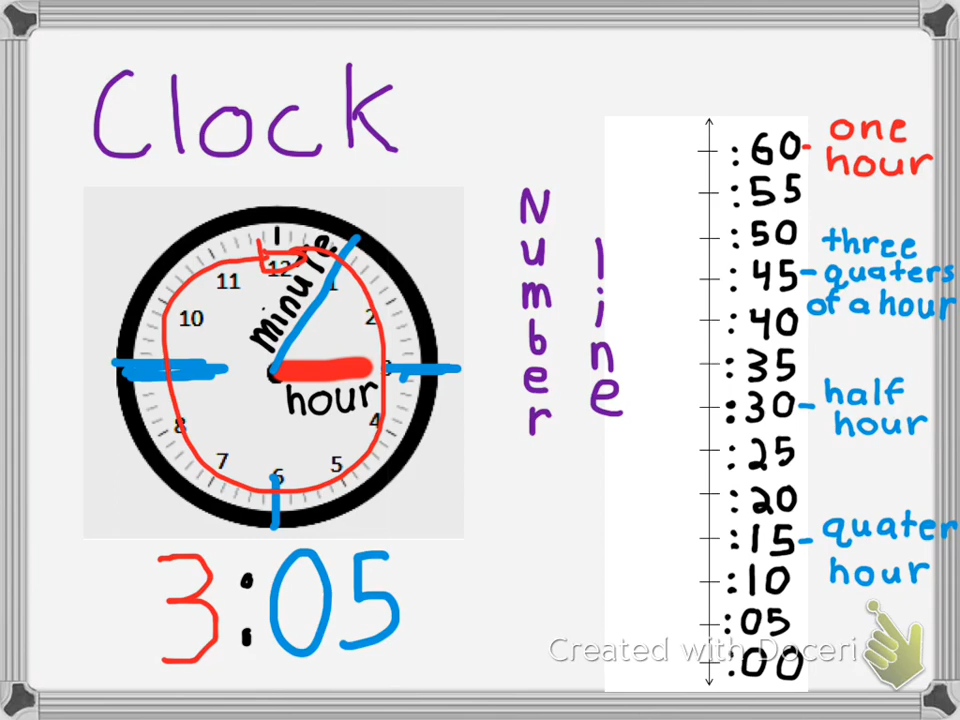 Clock
12
1
2
4
5
6
7
8
10
11
minute
hour
3:05
Number
line
:60
one
hour
:55
:50
:45
three
quaters
of a hour
:40
:35
:30
half
hour
:25
:20
:15
quater
hour
:10
:05
:00
Created with Doceri